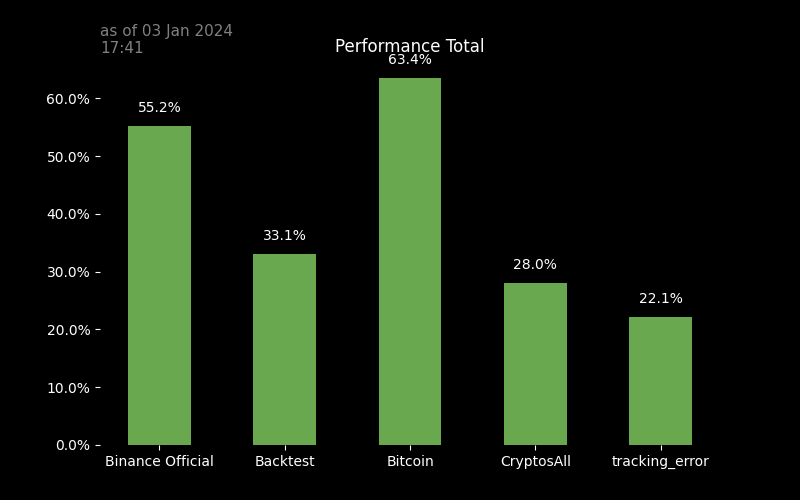 as of 03 Jan 2024
17:41
Performance Total
63.4%
60.0%
55.2%
50.0%
40.0%
33.1%
30.0%
28.0%
22.1%
20.0%
10.0%
0.0%
Binance Official
Backtest
Bitcoin
CryptosAll
tracking_error